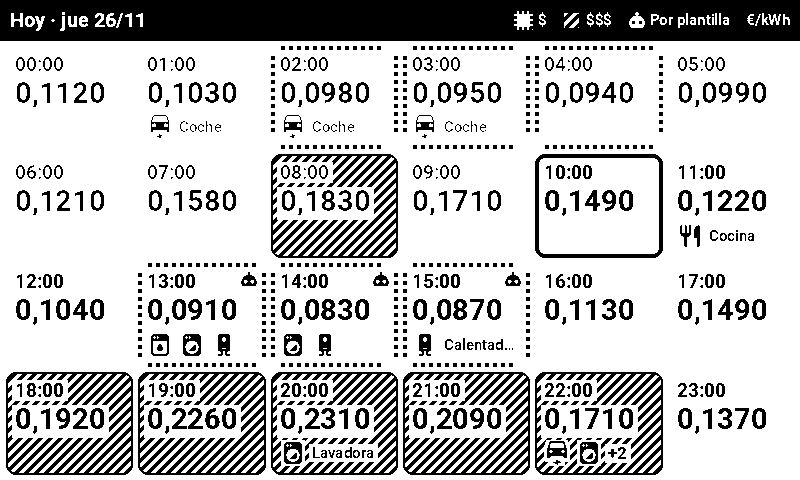 Hoy · jue 26/11 $ $$$ Por plantilla €/kWh
00:00 01:00 02:00 03:00 04:00 05:00
0,1120 0,1030 0,0980 0,0950 0,0940 0,0990
Coche Coche Coche
06:00 07:00 08:00 09:00 10:00 11:00
0,1210 0,1580 0,1830 0,1710 0,1490 0,1220
Cocina
12:00 13:00 14:00 15:00 16:00 17:00
0,1040 0,0910 0,0830 0,0870 0,1130 0,1490
Calentad...
18:00 19:00 20:00 21:00 22:00 23:00
0,1920 0,2260 0,2310 0,2090 0,1710 0,1370
Lavadora +2